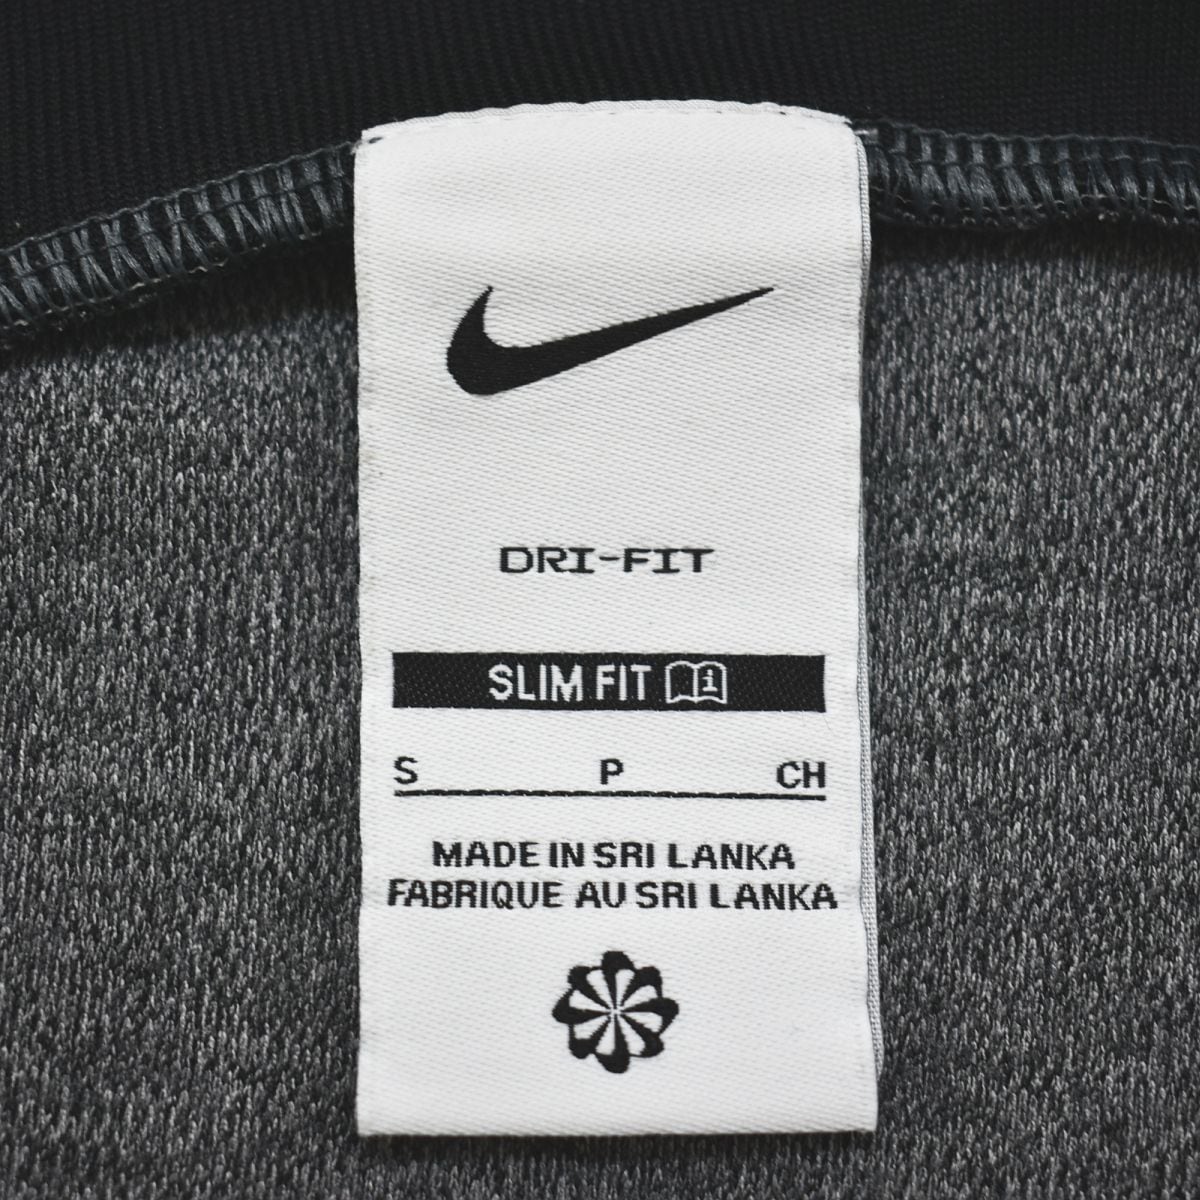 DRI-FIT
SLIM FIT
S P CH
MADE IN SRI LANKA
FABRIQUE AU SRI LANKA